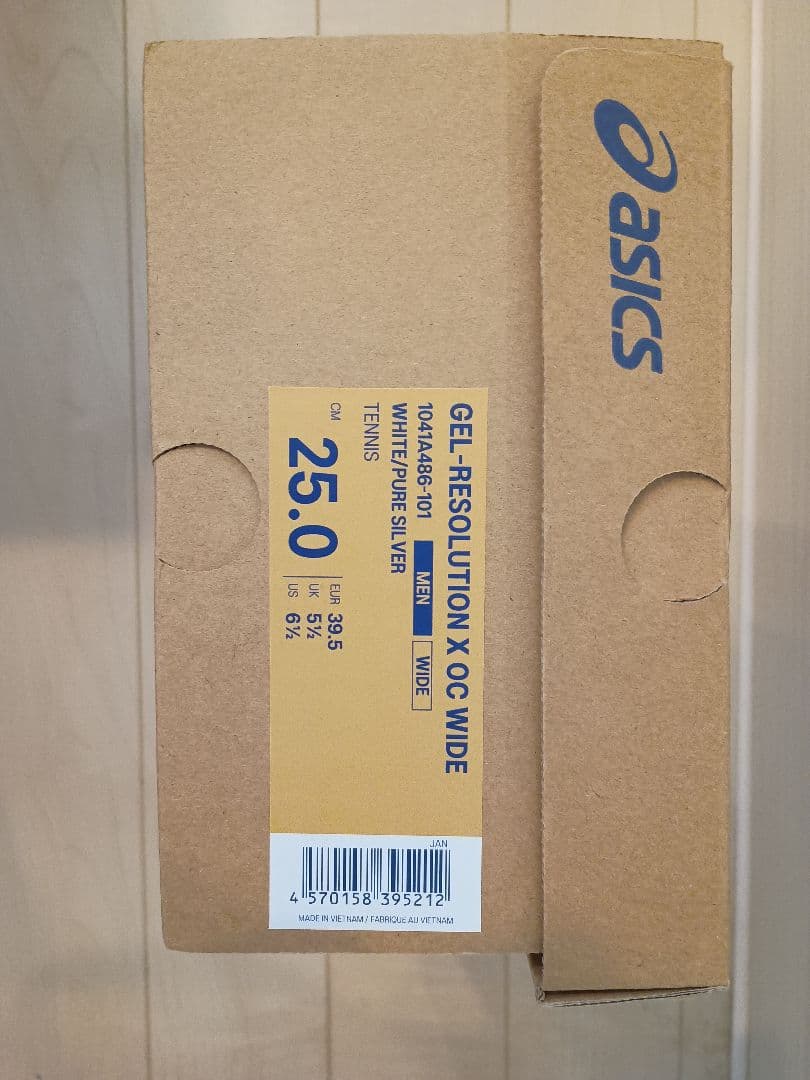 asics
GEL-RESOLUTION X OC WIDE
1041A486-101 MEN WIDE
WHITE/PURE SILVER
TENNIS
CM 25.0
EUR 39.5
UK 5½
US 6½
JAN
4 570158 395212
MADE IN VIETNAM / FABRIQUÉ AU VIETNAM